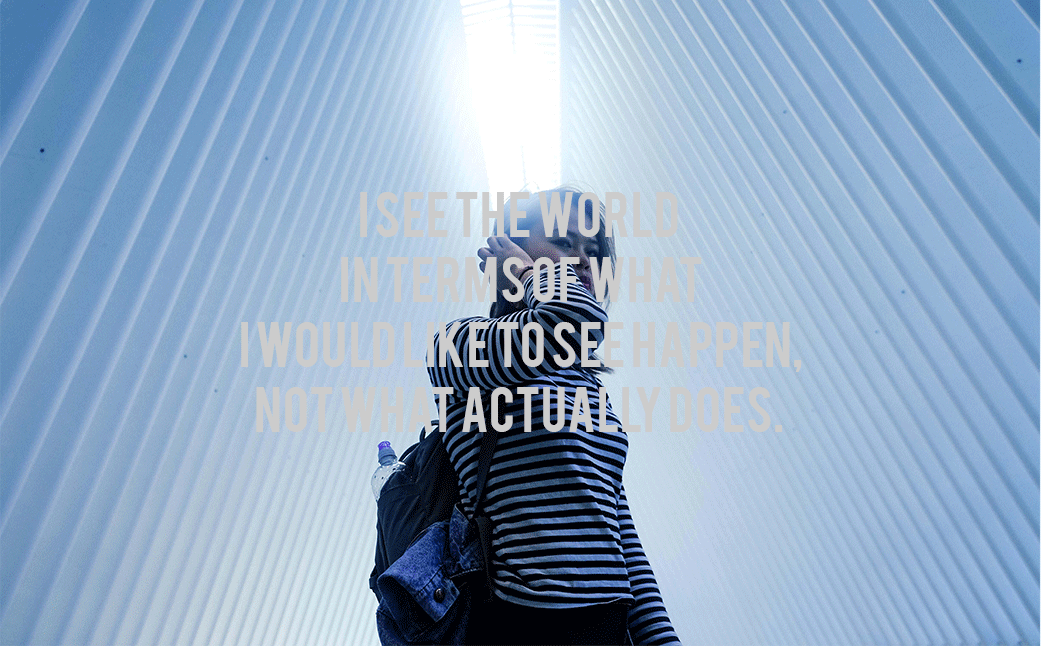 I SEE THE WORLD
IN TERMS OF WHAT
I WOULD LIKE TO SEE HAPPEN,
NOT WHAT ACTUALLY DOES.